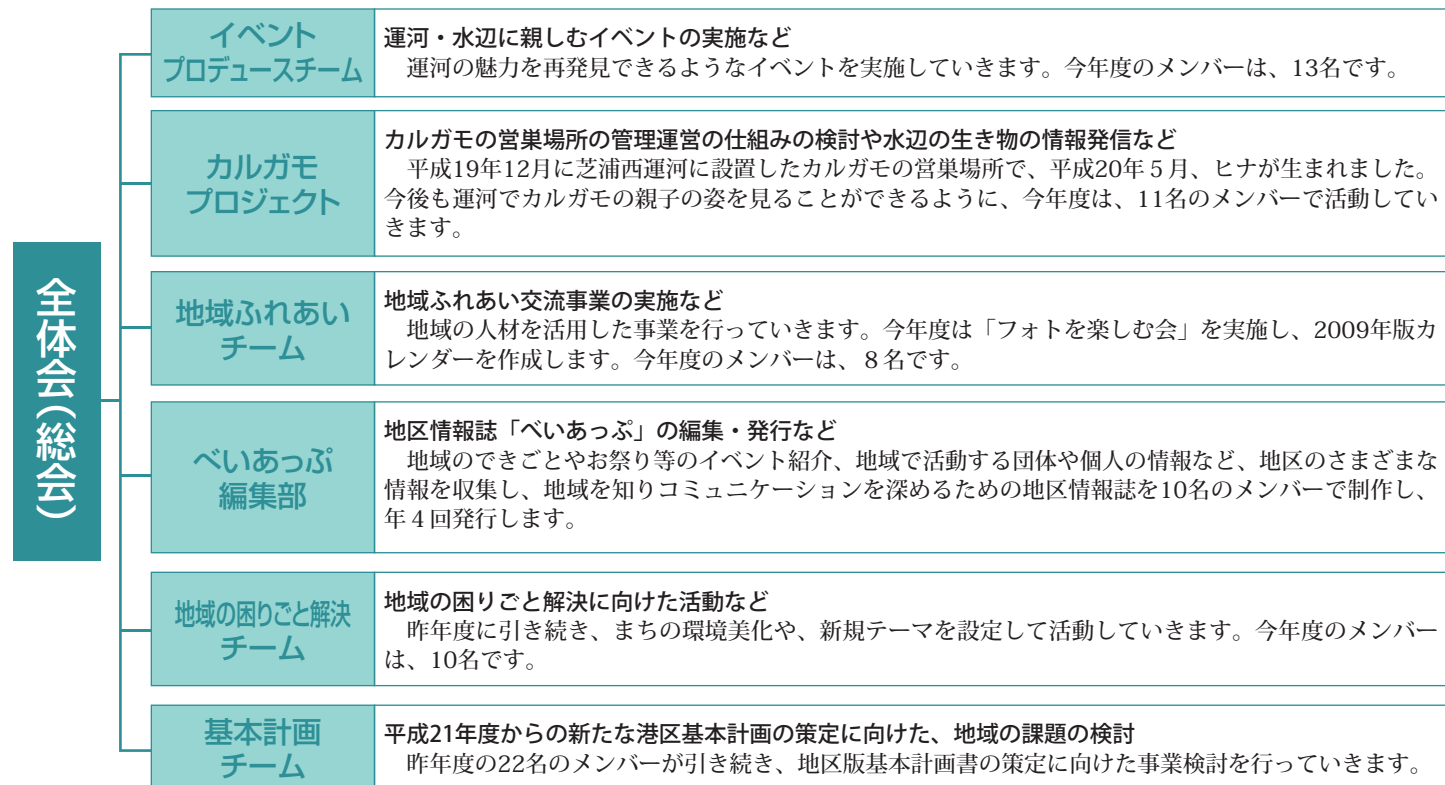 全体会（総会）
イベント
プロデュースチーム
運河・水辺に親しむイベントの実施など
　運河の魅力を再発見できるようなイベントを実施していきます。今年度のメンバーは、13名です。
カルガモ
プロジェクト
カルガモの営巣場所の管理運営の仕組みの検討や水辺の生き物の情報発信など
　平成19年12月に芝浦西運河に設置したカルガモの営巣場所で、平成20年５月、ヒナが生まれました。
今後も運河でカルガモの親子の姿を見ることができるように、今年度は、11名のメンバーで活動してい
きます。
地域ふれあい
チーム
地域ふれあい交流事業の実施など
　地域の人材を活用した事業を行っていきます。今年度は「フォトを楽しむ会」を実施し、2009年版カ
レンダーを作成します。今年度のメンバーは、８名です。
べいあっぷ
編集部
地区情報誌「べいあっぷ」の編集・発行など
　地域のできごとやお祭り等のイベント紹介、地域で活動する団体や個人の情報など、地区のさまざまな
情報を収集し、地域を知りコミュニケーションを深めるための地区情報誌を10名のメンバーで制作し、
年４回発行します。
地域の困りごと解決
チーム
地域の困りごと解決に向けた活動など
　昨年度に引き続き、まちの環境美化や、新規テーマを設定して活動していきます。今年度のメンバー
は、10名です。
基本計画
チーム
平成21年度からの新たな港区基本計画の策定に向けた、地域の課題の検討
　昨年度の22名のメンバーが引き続き、地区版基本計画書の策定に向けた事業検討を行っていきます。